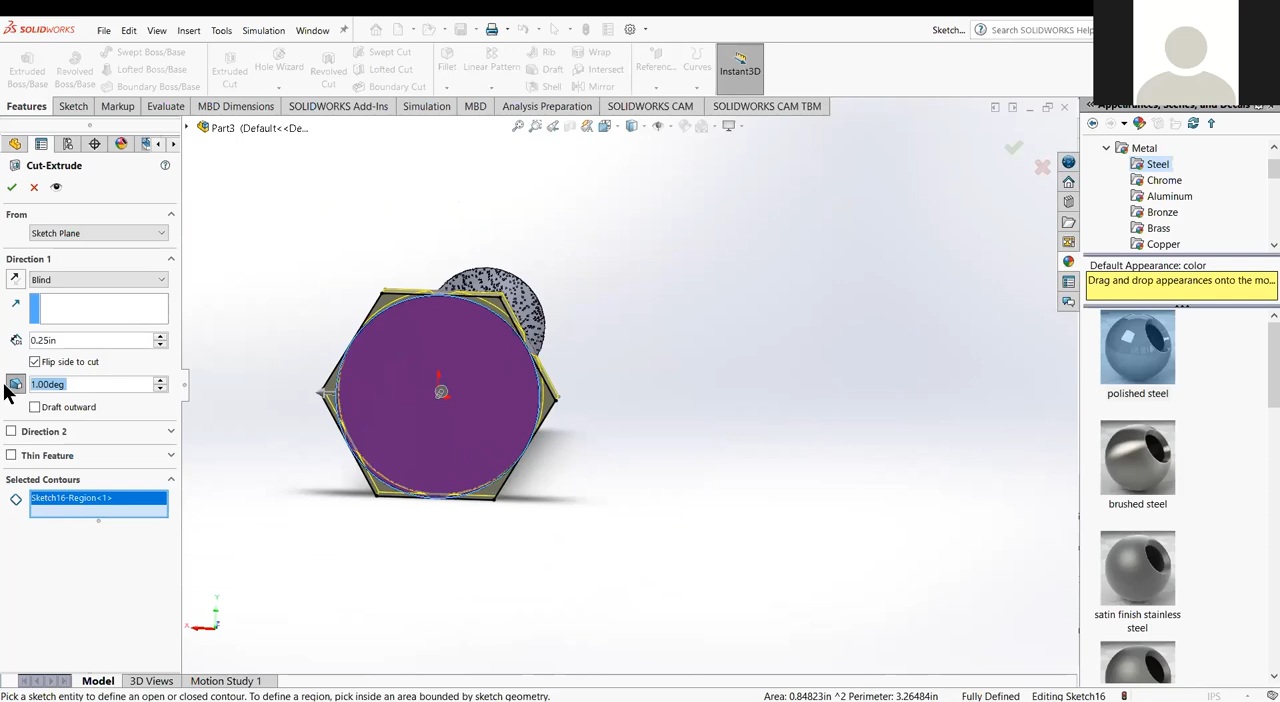 SOLIDWORKS File Edit View Insert Tools Simulation Window Sketch... Search SOLIDWORKS Help
Extruded Boss/Base
Revolved Boss/Base
Swept Boss/Base
Lofted Boss/Base
Boundary Boss/Base
Extruded Cut
Hole Wizard
Revolved Cut
Swept Cut
Lofted Cut
Boundary Cut
Fillet
Linear Pattern
Rib
Draft
Shell
Wrap
Intersect
Mirror
Referenc...
Curves
Instant3D
Features Sketch Markup Evaluate MBD Dimensions SOLIDWORKS Add-Ins Simulation MBD Analysis Preparation SOLIDWORKS CAM SOLIDWORKS CAM TBM
Part3 (Default<<De...
Cut-Extrude
From
Sketch Plane
Direction 1
Blind
0.25in
Flip side to cut
1.00deg
Draft outward
Direction 2
Thin Feature
Selected Contours
Sketch16-Region<1>
Y
X
Z
Appearances, Scenes, and Decals
Metal
Steel
Chrome
Aluminum
Bronze
Brass
Copper
Default Appearance: color
Drag and drop appearances onto the mo...
polished steel
brushed steel
satin finish stainless
steel
Model 3D Views Motion Study 1
Pick a sketch entity to define an open or closed contour. To define a region, pick inside an area bounded by sketch geometry. Area: 0.84823in ^2 Perimeter: 3.26484in Fully Defined Editing Sketch16 IPS